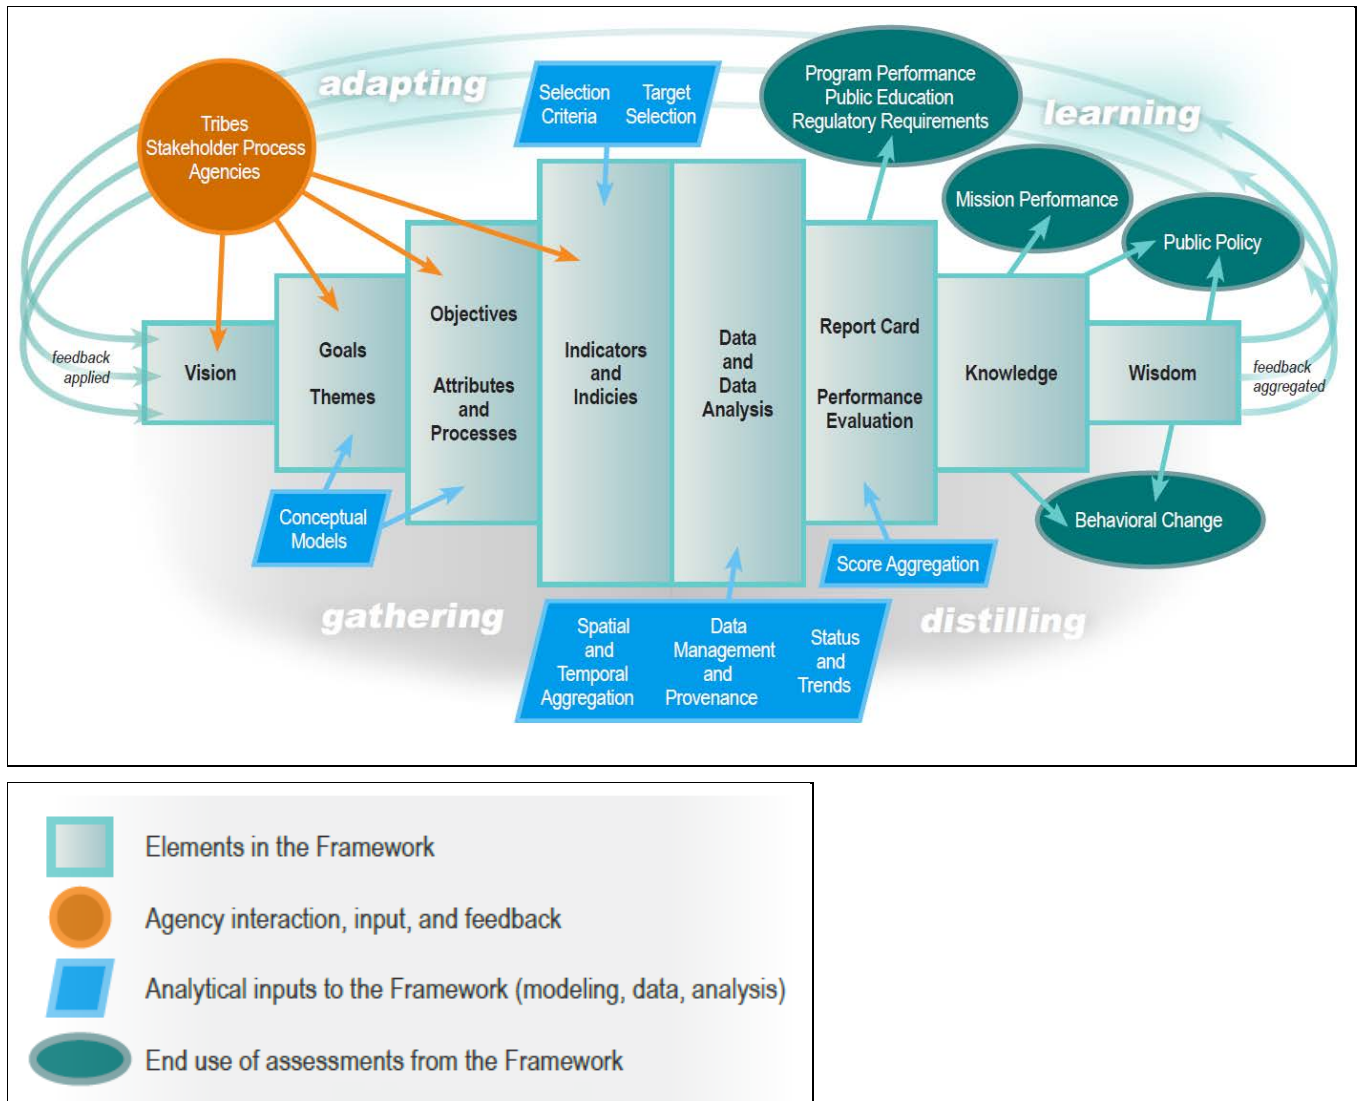 adapting
learning
Tribes
Stakeholder Process
Agencies
Selection
Criteria
Target
Selection
Program Performance
Public Education
Regulatory Requirements
Mission Performance
Public Policy
feedback
applied
Vision
Goals
Themes
Objectives
Attributes
and
Processes
Indicators
and
Indicies
Data
and
Data
Analysis
Report Card
Performance
Evaluation
Knowledge
Wisdom
feedback
aggregated
Conceptual
Models
Score Aggregation
Behavioral Change
gathering
distilling
Spatial
and
Temporal
Aggregation
Data
Management
and
Provenance
Status
and
Trends
Elements in the Framework
Agency interaction, input, and feedback
Analytical inputs to the Framework (modeling, data, analysis)
End use of assessments from the Framework